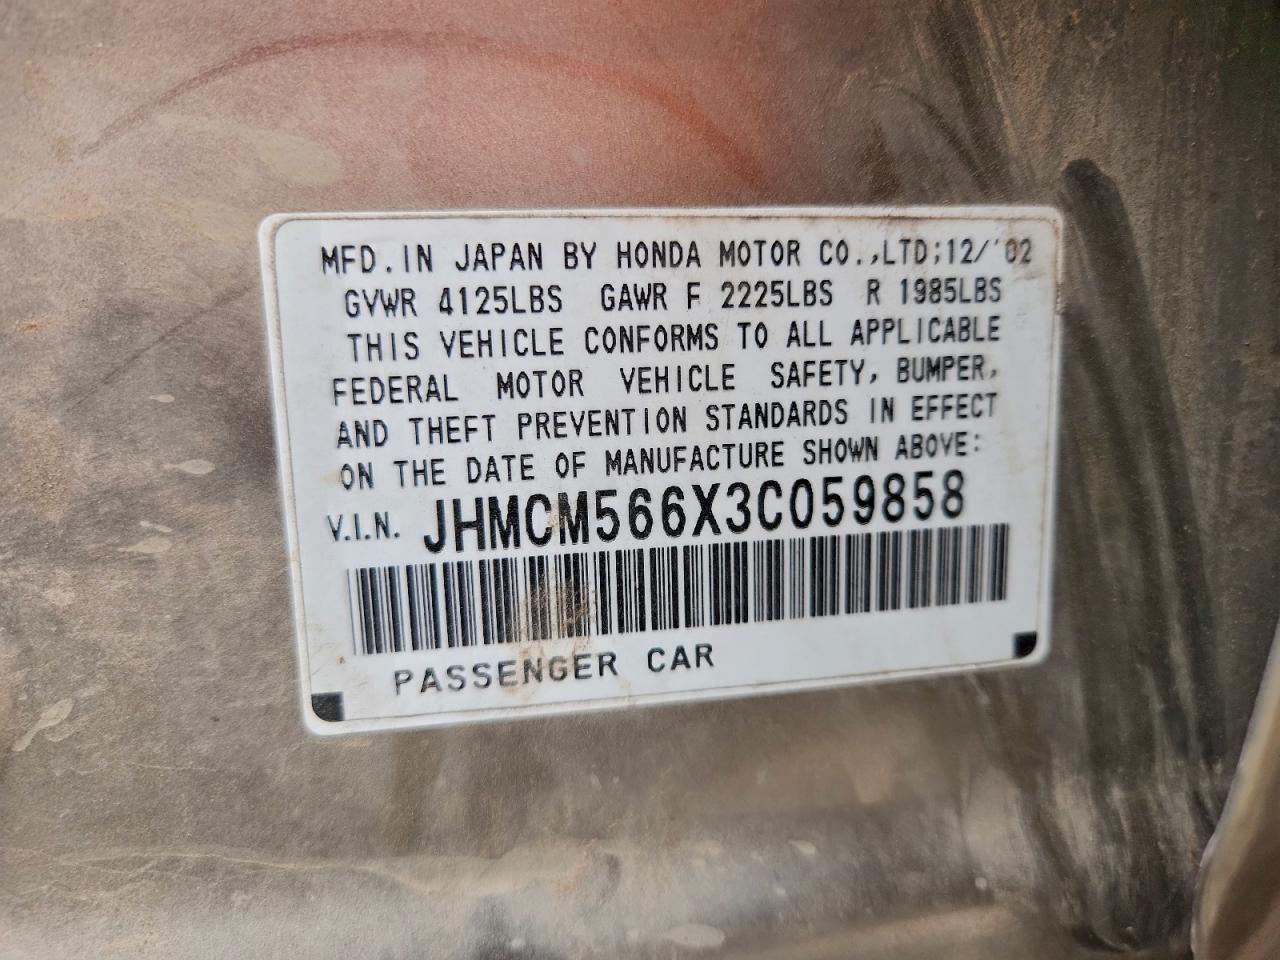 MFD.IN JAPAN BY HONDA MOTOR CO.,LTD;12/'02
GVWR 4125LBS GAWR F 2225LBS R 1985LBS
THIS VEHICLE CONFORMS TO ALL APPLICABLE
FEDERAL MOTOR VEHICLE SAFETY, BUMPER,
AND THEFT PREVENTION STANDARDS IN EFFECT
ON THE DATE OF MANUFACTURE SHOWN ABOVE:
V.I.N. JHMCM566X3C059858
PASSENGER CAR